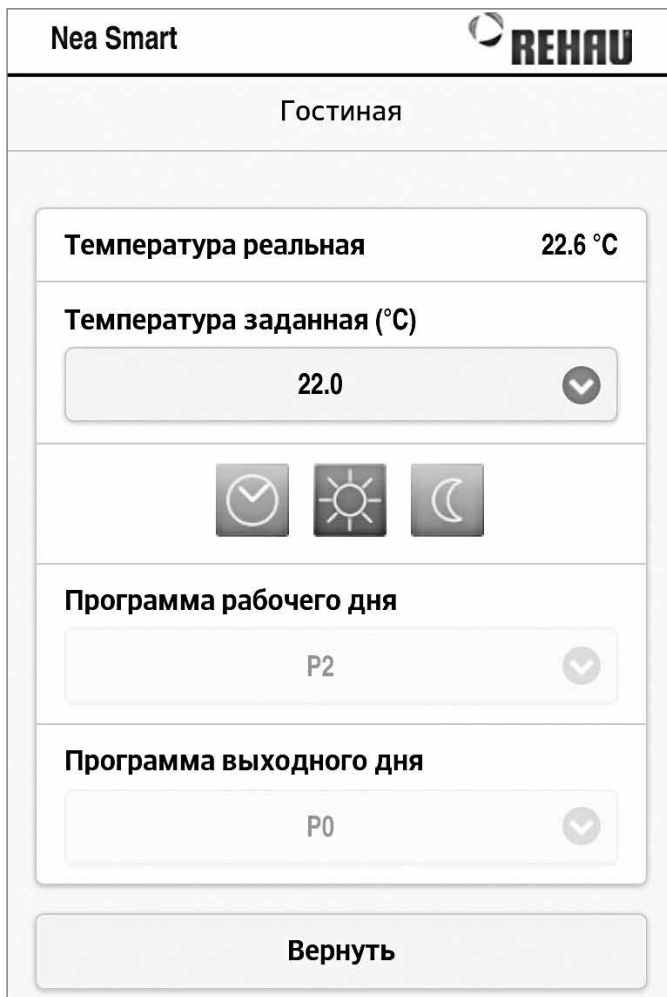 Nea Smart
REHAU
Гостиная
Температура реальная 22.6 °C
Температура заданная (°C)
22.0
Программа рабочего дня
P2
Программа выходного дня
P0
Вернуть